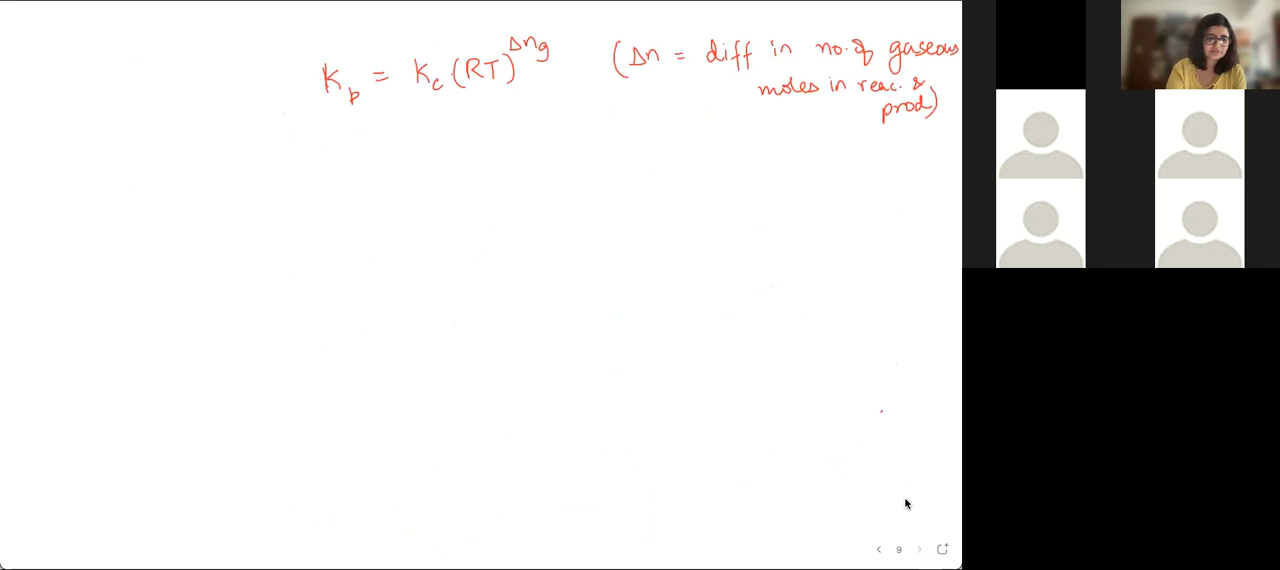 Kp = Kc.(RT)^Δng (Δn = diff in no. of gaseous
moles in reac. &
prod)
9